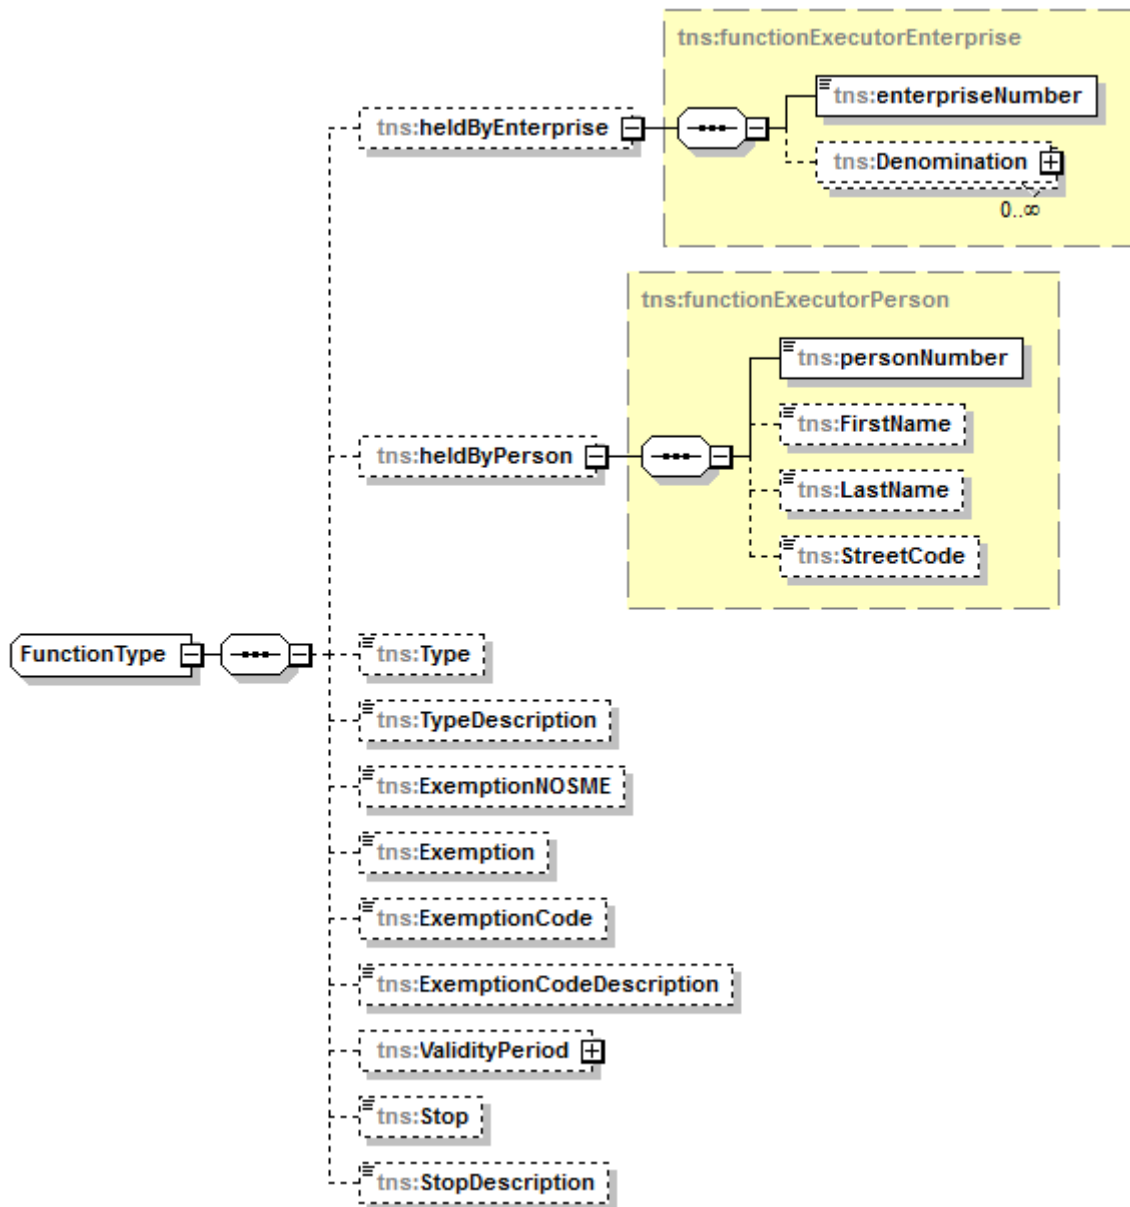 tns:functionExecutorEnterprise
tns:enterpriseNumber
tns:heldByEnterprise
tns:Denomination
0..∞
tns:functionExecutorPerson
tns:personNumber
tns:FirstName
tns:heldByPerson
tns:LastName
tns:StreetCode
FunctionType
tns:Type
tns:TypeDescription
tns:ExemptionNOSME
tns:Exemption
tns:ExemptionCode
tns:ExemptionCodeDescription
tns:ValidityPeriod
tns:Stop
tns:StopDescription